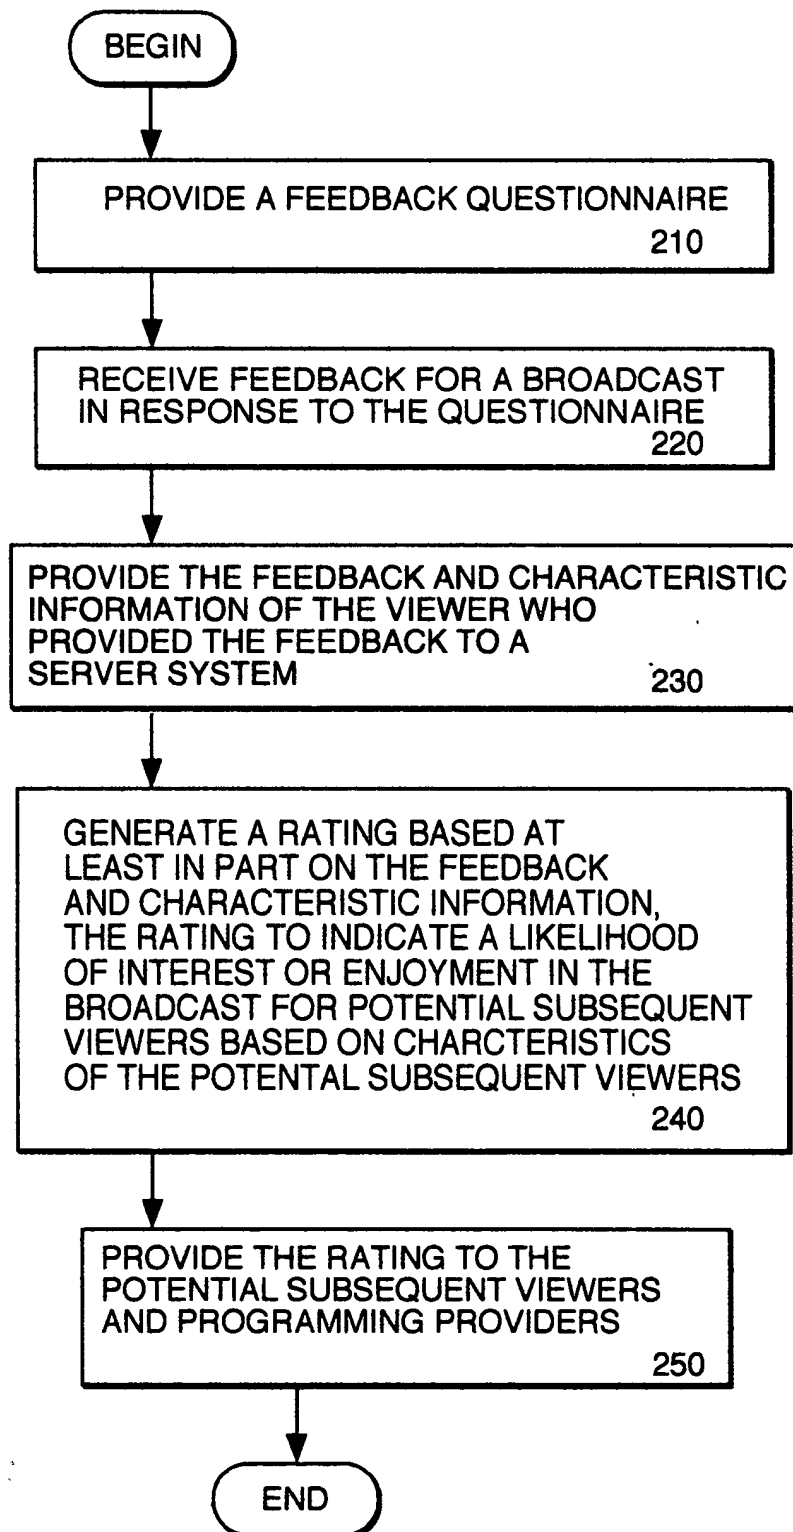 BEGIN
PROVIDE A FEEDBACK QUESTIONNAIRE
210
RECEIVE FEEDBACK FOR A BROADCAST
IN RESPONSE TO THE QUESTIONNAIRE
220
PROVIDE THE FEEDBACK AND CHARACTERISTIC
INFORMATION OF THE VIEWER WHO
PROVIDED THE FEEDBACK TO A
SERVER SYSTEM 230
GENERATE A RATING BASED AT
LEAST IN PART ON THE FEEDBACK
AND CHARACTERISTIC INFORMATION,
THE RATING TO INDICATE A LIKELIHOOD
OF INTEREST OR ENJOYMENT IN THE
BROADCAST FOR POTENTIAL SUBSEQUENT
VIEWERS BASED ON CHARCTERISTICS
OF THE POTENTAL SUBSEQUENT VIEWERS
240
PROVIDE THE RATING TO THE
POTENTIAL SUBSEQUENT VIEWERS
AND PROGRAMMING PROVIDERS
250
END